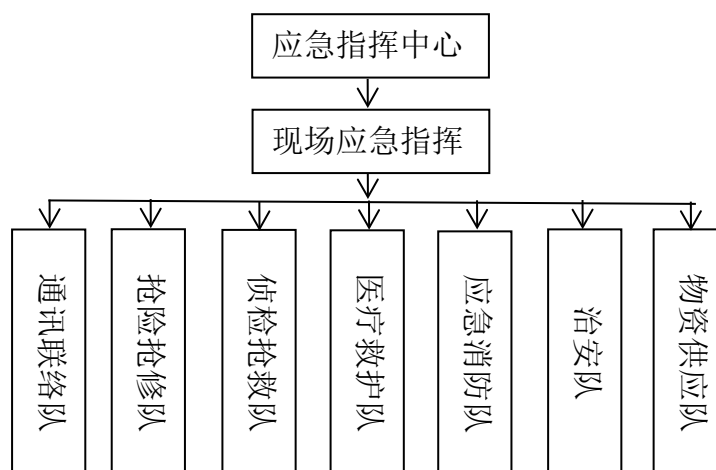 应急指挥中心
现场应急指挥
通讯联络队
抢险抢修队
侦检抢救队
医疗救护队
应急消防队
治安队
物资供应队